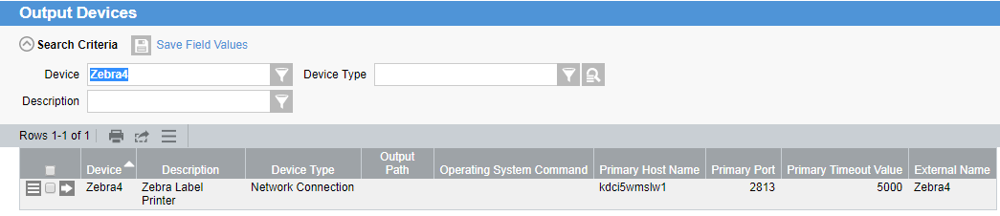 Output Devices
Search Criteria Save Field Values
Device Zebra4 Device Type
Description
Rows 1-1 of 1
Device Description Device Type Output Path Operating System Command Primary Host Name Primary Port Primary Timeout Value External Name
Zebra4 Zebra Label Printer Network Connection kdci5wmslw1 2813 5000 Zebra4